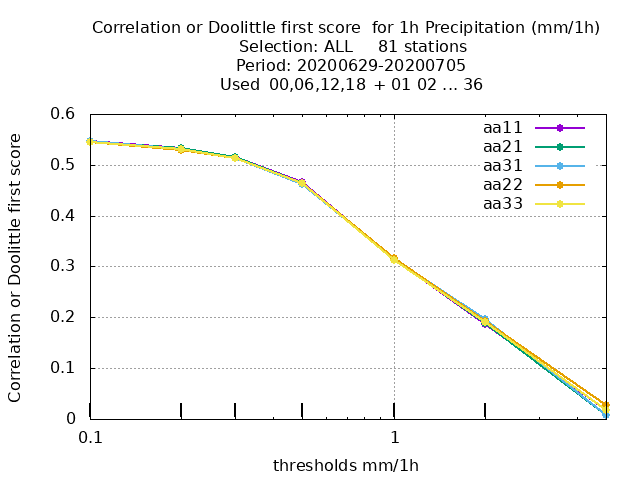 Correlation or Doolittle first score  for 1h Precipitation (mm/1h)
Selection: ALL     81 stations
Period: 20200629-20200705
Used 00,06,12,18 + 01 02 ... 36
Correlation or Doolittle first score
0.6
0.5
0.4
0.3
0.2
0.1
0
aa11
aa21
aa31
aa22
aa33
0.1
1
thresholds mm/1h